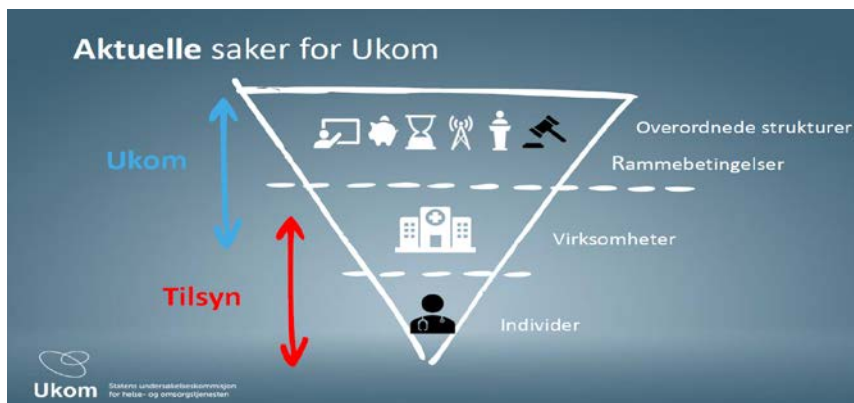 Aktuelle saker for Ukom
Overordnede strukturer
Ukom
Rammebetingelser
Virksomheter
Tilsyn
Individer
Ukom
Statens undersøkelseskommisjon
for helse- og omsorgstjenesten